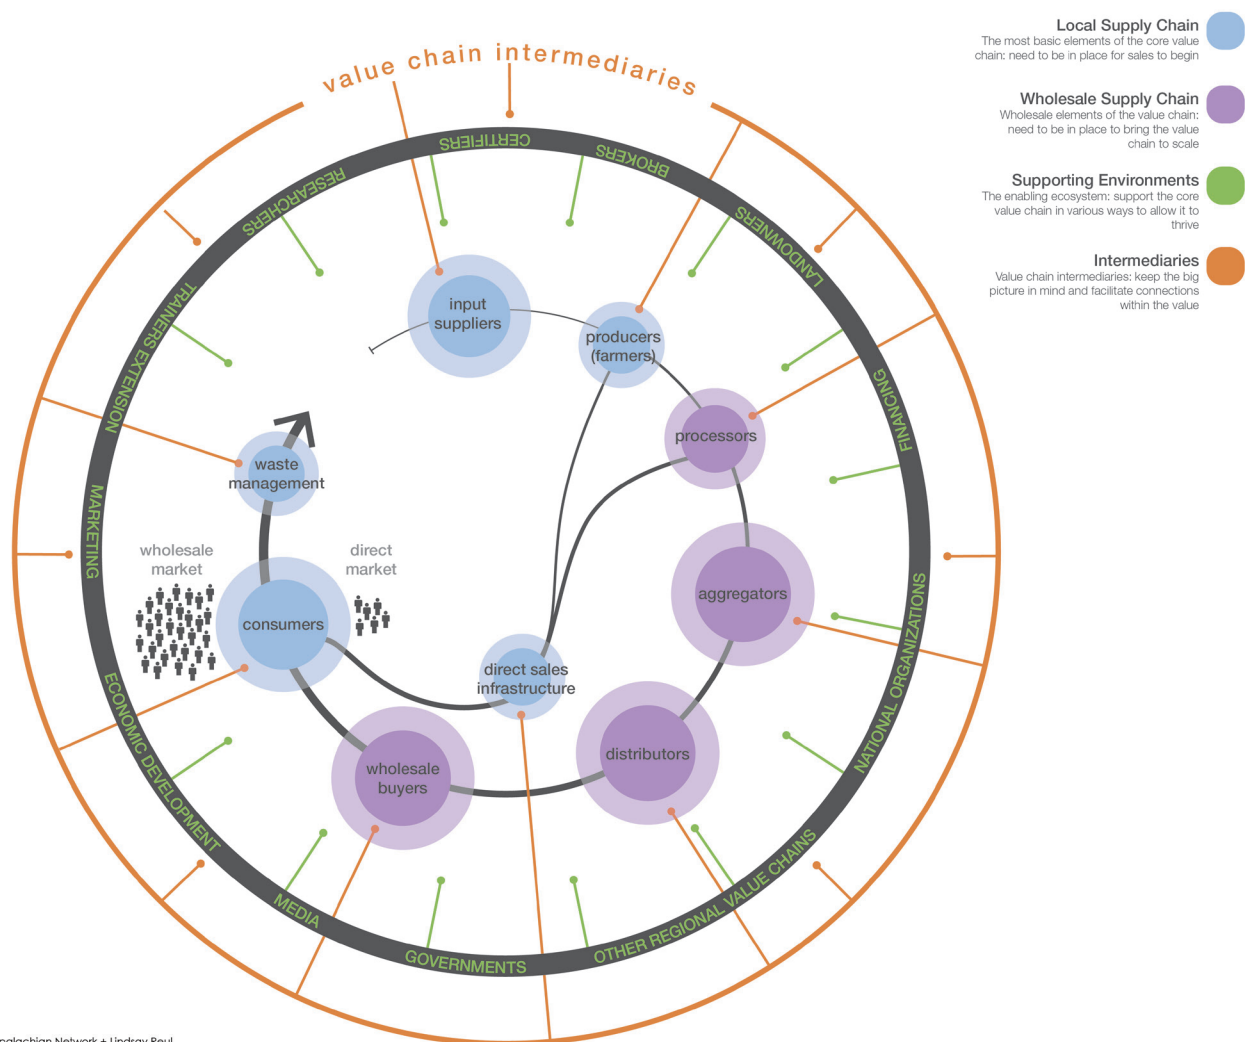 value chain intermediaries
Local Supply Chain
The most basic elements of the core value
chain: need to be in place for sales to begin
Wholesale Supply Chain
Wholesale elements of the value chain:
need to be in place to bring the value
chain to scale
Supporting Environments
The enabling ecosystem: support the core
value chain in various ways to allow it to
thrive
Intermediaries
Value chain intermediaries: keep the big
picture in mind and facilitate connections
within the value
CERTIFIERS
BROKERS
LANDOWNERS
FINANCING
NATIONAL ORGANIZATIONS
OTHER REGIONAL VALUE CHAINS
GOVERNMENTS
MEDIA
ECONOMIC DEVELOPMENT
MARKETING
TRAINERS EXTENSION
RESEARCHERS
input
suppliers
producers
(farmers)
processors
aggregators
distributors
wholesale
buyers
direct sales
infrastructure
consumers
waste
management
wholesale
market
direct
market
Network + Lindsay